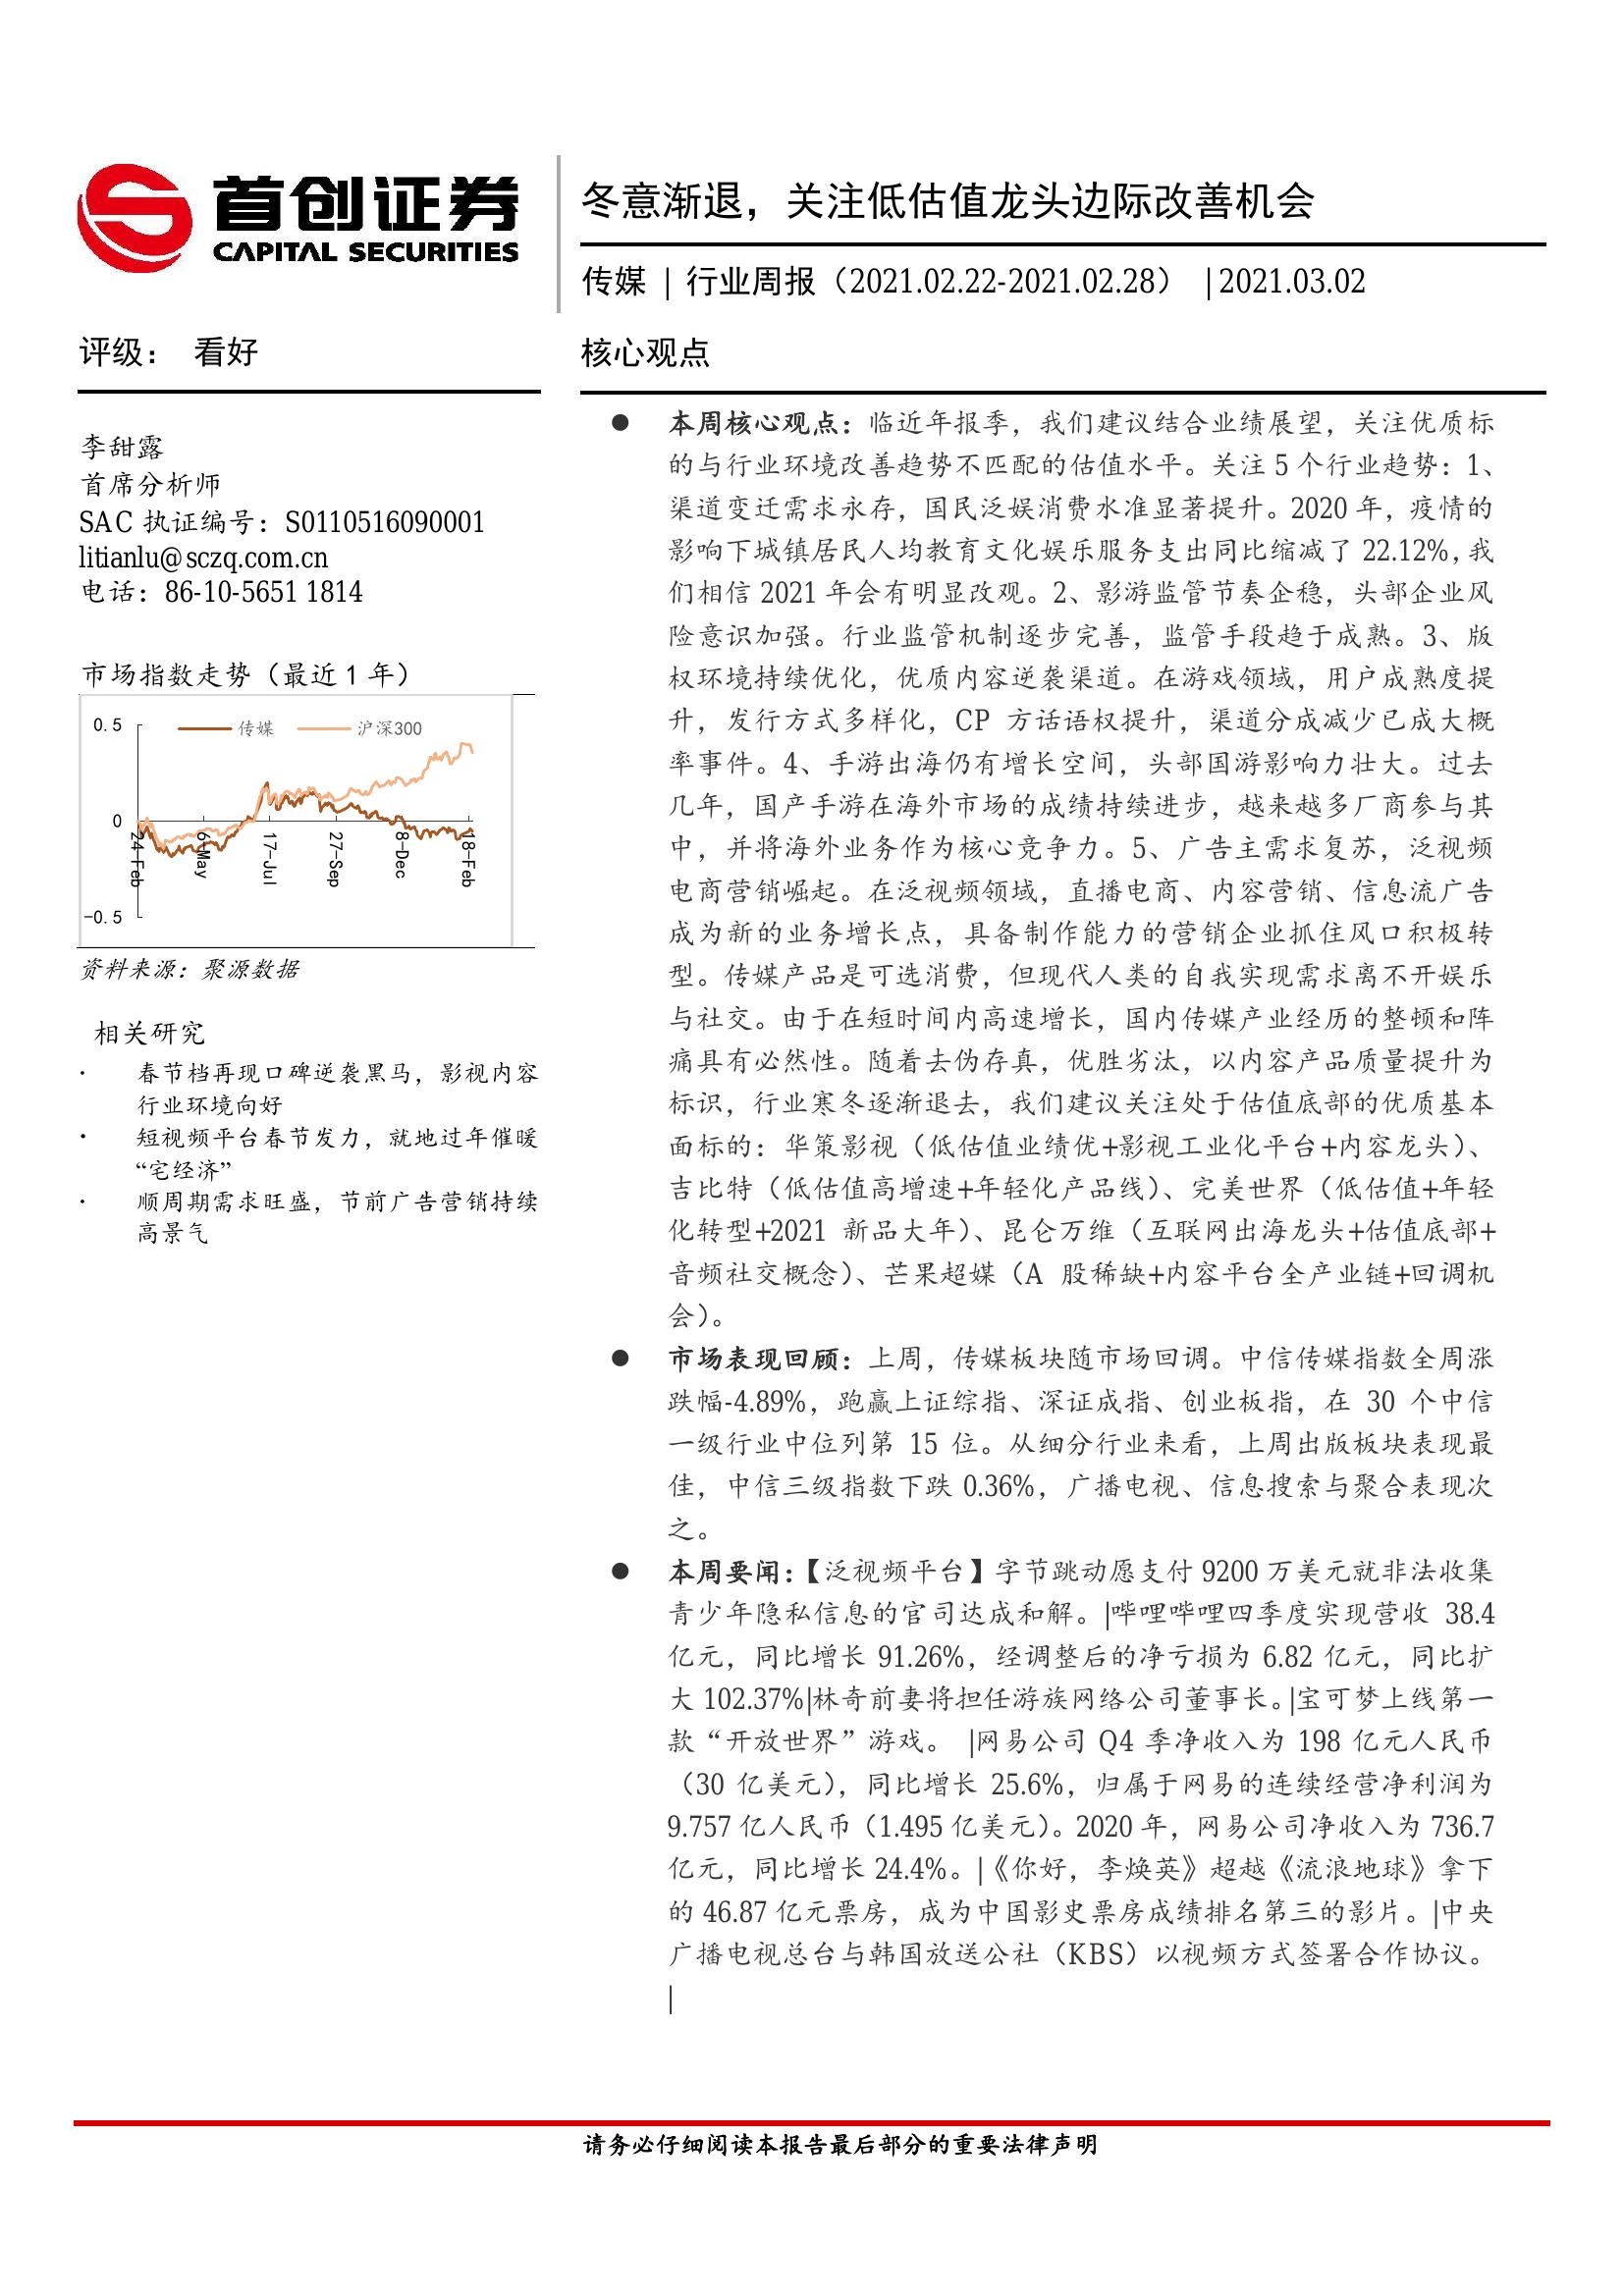 首创证券
CAPITAL SECURITIES
冬意渐退，关注低估值龙头边际改善机会
传媒 | 行业周报（2021.02.22-2021.02.28） |2021.03.02
评级： 看好
李甜露
首席分析师
SAC 执证编号：S0110516090001
litianlu@sczq.com.cn
电话：86-10-5651 1814
市场指数走势（最近 1 年）
传媒 沪深300
0.5
0
-0.5
24-Feb 6-May 17-Jul 27-Sep 8-Dec 18-Feb
资料来源：聚源数据
相关研究
· 春节档再现口碑逆袭黑马，影视内容
行业环境向好
· 短视频平台春节发力，就地过年催暖
“宅经济”
· 顺周期需求旺盛，节前广告营销持续
高景气
核心观点
● 本周核心观点：临近年报季，我们建议结合业绩展望，关注优质标
的与行业环境改善趋势不匹配的估值水平。关注 5 个行业趋势：1、
渠道变迁需求永存，国民泛娱消费水准显著提升。2020 年，疫情的
影响下城镇居民人均教育文化娱乐服务支出同比缩减了 22.12%，我
们相信 2021 年会有明显改观。2、影游监管节奏企稳，头部企业风
险意识加强。行业监管机制逐步完善，监管手段趋于成熟。3、版
权环境持续优化，优质内容逆袭渠道。在游戏领域，用户成熟度提
升，发行方式多样化，CP 方话语权提升，渠道分成减少已成大概
率事件。4、手游出海仍有增长空间，头部国游影响力壮大。过去
几年，国产手游在海外市场的成绩持续进步，越来越多厂商参与其
中，并将海外业务作为核心竞争力。5、广告主需求复苏，泛视频
电商营销崛起。在泛视频领域，直播电商、内容营销、信息流广告
成为新的业务增长点，具备制作能力的营销企业抓住风口积极转
型。传媒产品是可选消费，但现代人类的自我实现需求离不开娱乐
与社交。由于在短时间内高速增长，国内传媒产业经历的整顿和阵
痛具有必然性。随着去伪存真，优胜劣汰，以内容产品质量提升为
标识，行业寒冬逐渐退去，我们建议关注处于估值底部的优质基本
面标的：华策影视（低估值业绩优+影视工业化平台+内容龙头）、
吉比特（低估值高增速+年轻化产品线）、完美世界（低估值+年轻
化转型+2021 新品大年）、昆仑万维（互联网出海龙头+估值底部+
音频社交概念）、芒果超媒（A 股稀缺+内容平台全产业链+回调机
会）。
● 市场表现回顾：上周，传媒板块随市场回调。中信传媒指数全周涨
跌幅-4.89%，跑赢上证综指、深证成指、创业板指，在 30 个中信
一级行业中位列第 15 位。从细分行业来看，上周出版板块表现最
佳，中信三级指数下跌 0.36%，广播电视、信息搜索与聚合表现次
之。
● 本周要闻：【泛视频平台】字节跳动愿支付 9200 万美元就非法收集
青少年隐私信息的官司达成和解。|哔哩哔哩四季度实现营收 38.4
亿元，同比增长 91.26%，经调整后的净亏损为 6.82 亿元，同比扩
大 102.37%|林奇前妻将担任游族网络公司董事长。|宝可梦上线第一
款“开放世界”游戏。 |网易公司 Q4 季净收入为 198 亿元人民币
（30 亿美元），同比增长 25.6%，归属于网易的连续经营净利润为
9.757 亿人民币（1.495 亿美元）。2020 年，网易公司净收入为 736.7
亿元，同比增长 24.4%。|《你好，李焕英》超越《流浪地球》拿下
的 46.87 亿元票房，成为中国影史票房成绩排名第三的影片。|中央
广播电视总台与韩国放送公社（KBS）以视频方式签署合作协议。
|
请务必仔细阅读本报告最后部分的重要法律声明